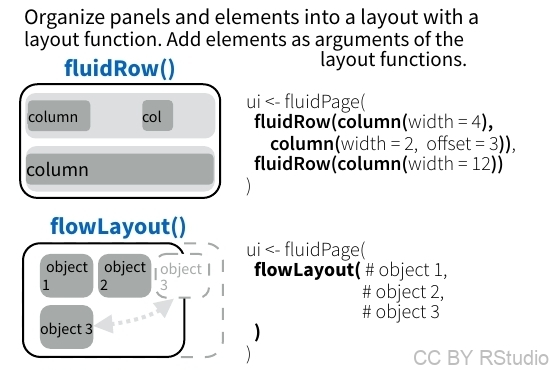 Organize panels and elements into a layout with a
layout function. Add elements as arguments of the
layout functions.
fluidRow()
column
col
column
ui <- fluidPage(
fluidRow(column(width = 4),
column(width = 2, offset = 3)),
fluidRow(column(width = 12))
)
flowLayout()
object
1
object
2
object
3
object 3
ui <- fluidPage(
flowLayout( # object 1,
# object 2,
# object 3
)
)
CC BY RStudio